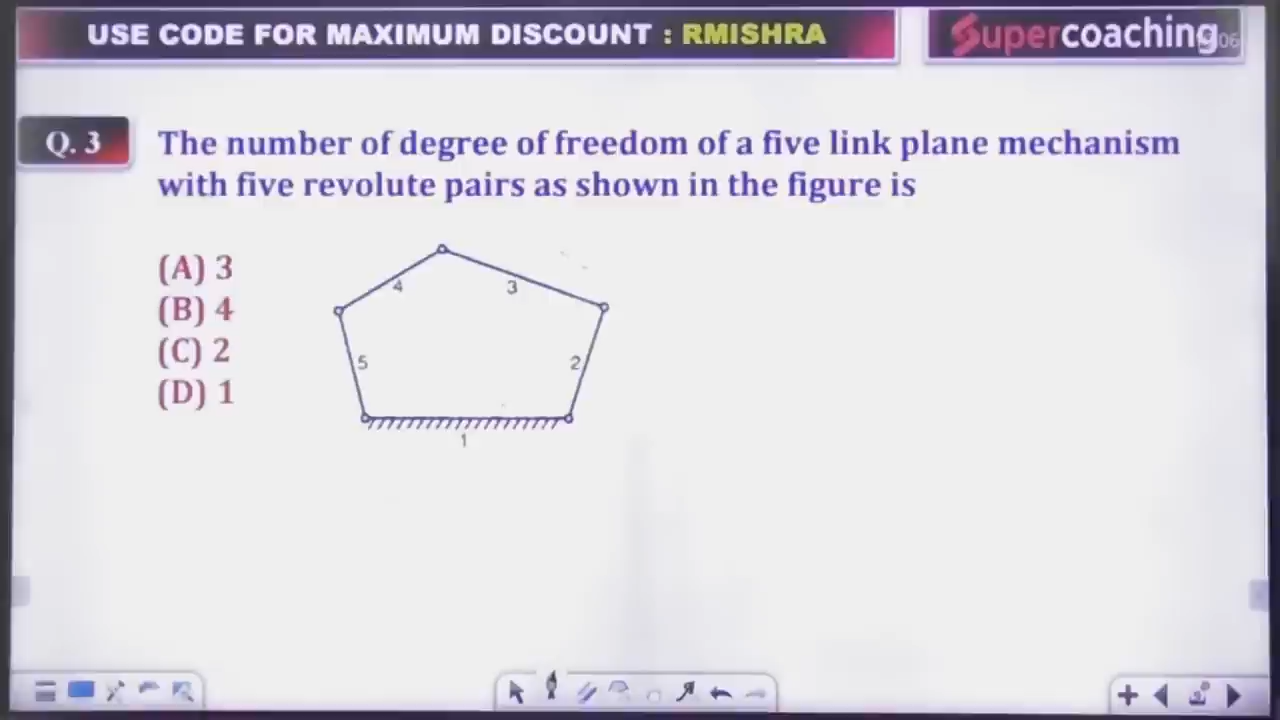 USE CODE FOR MAXIMUM DISCOUNT : RMISHRA
Supercoaching
Q. 3
The number of degree of freedom of a five link plane mechanism
with five revolute pairs as shown in the figure is
(A) 3
(B) 4
(C) 2
(D) 1
4
3
5
2
1